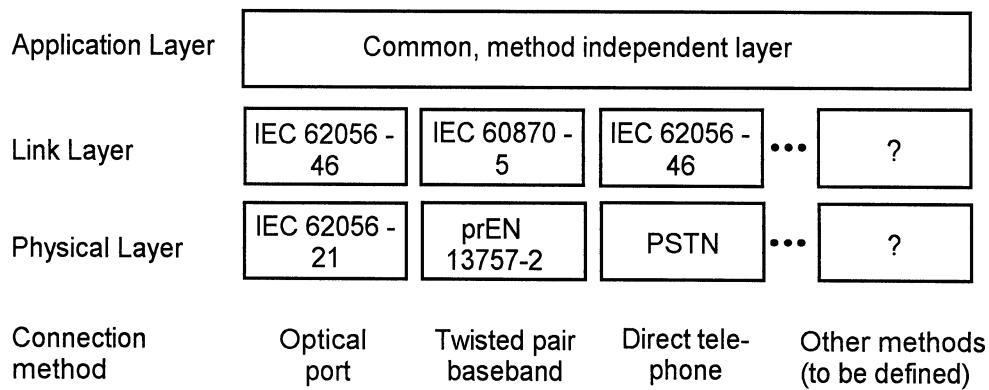 Application Layer
Common, method independent layer
Link Layer
IEC 62056 -
46
IEC 60870 -
5
IEC 62056 -
46
•••
?
Physical Layer
IEC 62056 -
21
prEN
13757-2
PSTN
•••
?
Connection
method
Optical
port
Twisted pair
baseband
Direct tele-
phone
Other methods
(to be defined)